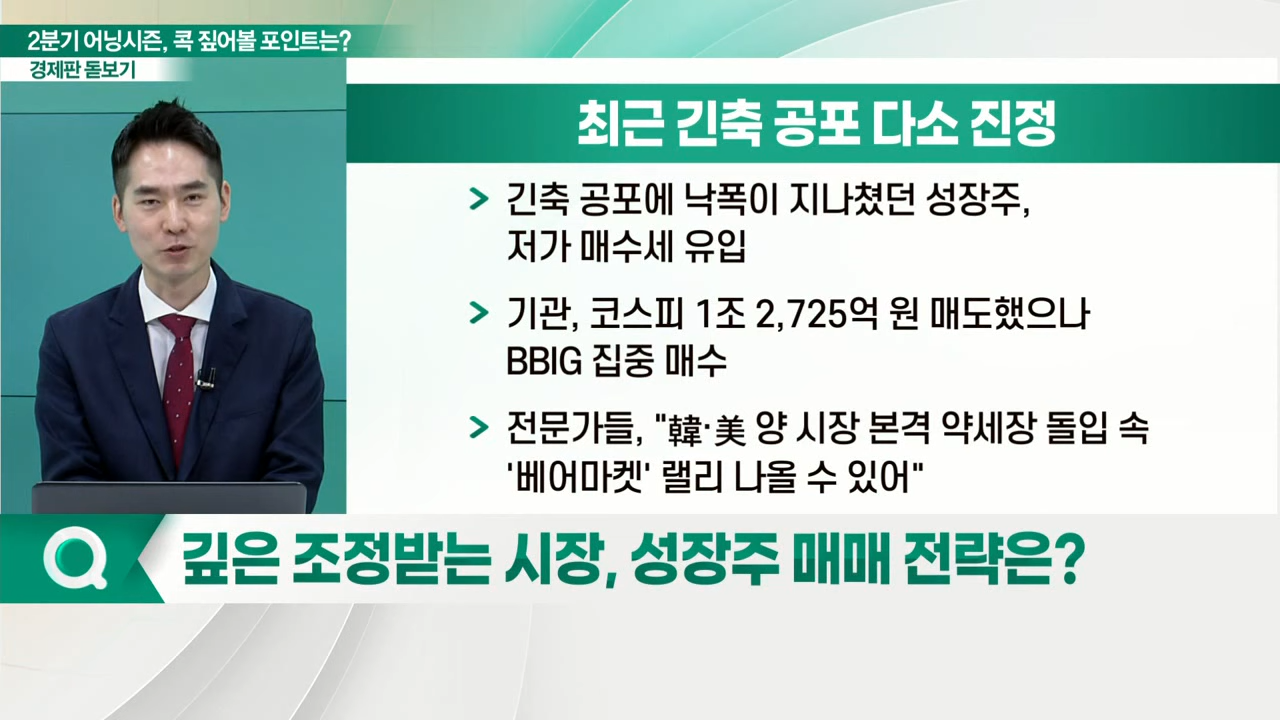 2분기 어닝시즌, 콕 짚어볼 포인트는?
경제판 돋보기
최근 긴축 공포 다소 진정
> 긴축 공포에 낙폭이 지나쳤던 성장주,
저가 매수세 유입
> 기관, 코스피 1조 2,725억 원 매도했으나
BBIG 집중 매수
> 전문가들, "韓·美 양 시장 본격 약세장 돌입 속
'베어마켓' 랠리 나올 수 있어"
Q 깊은 조정받는 시장, 성장주 매매 전략은?